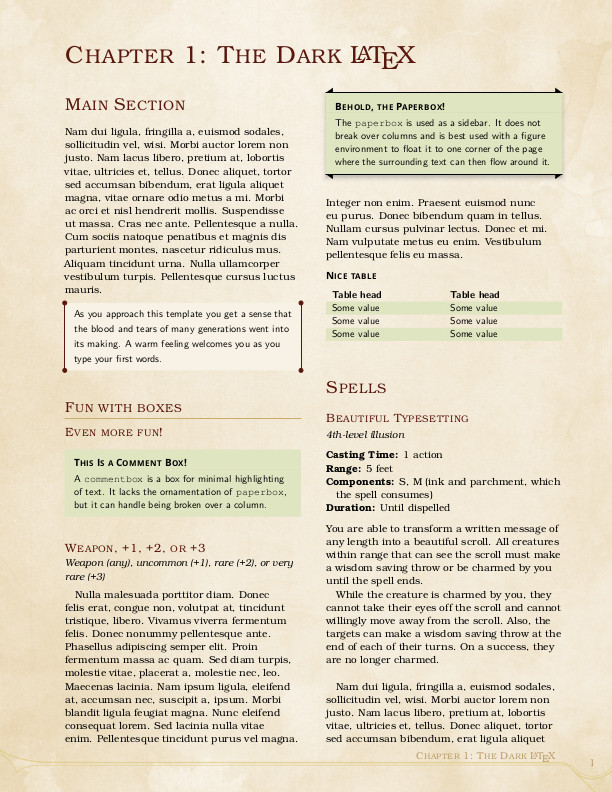 Chapter 1: The Dark LaTeX
Main Section
Nam dui ligula, fringilla a, euismod sodales,
sollicitudin vel, wisi. Morbi auctor lorem non
justo. Nam lacus libero, pretium at, lobortis
vitae, ultricies et, tellus. Donec aliquet, tortor
sed accumsan bibendum, erat ligula aliquet
magna, vitae ornare odio metus a mi. Morbi
ac orci et nisl hendrerit mollis. Suspendisse
ut massa. Cras nec ante. Pellentesque a nulla.
Cum sociis natoque penatibus et magnis dis
parturient montes, nascetur ridiculus mus.
Aliquam tincidunt urna. Nulla ullamcorper
vestibulum turpis. Pellentesque cursus luctus
mauris.
As you approach this template you get a sense that
the blood and tears of many generations went into
its making. A warm feeling welcomes you as you
type your first words.
Fun with boxes
Even more fun!
This Is a Comment Box!
A commentbox is a box for minimal highlighting
of text. It lacks the ornamentation of paperbox,
but it can handle being broken over a column.
Weapon, +1, +2, or +3
Weapon (any), uncommon (+1), rare (+2), or very
rare (+3)
Nulla malesuada porttitor diam. Donec
felis erat, congue non, volutpat at, tincidunt
tristique, libero. Vivamus viverra fermentum
felis. Donec nonummy pellentesque ante.
Phasellus adipiscing semper elit. Proin
fermentum massa ac quam. Sed diam turpis,
molestie vitae, placerat a, molestie nec, leo.
Maecenas lacinia. Nam ipsum ligula, eleifend
at, accumsan nec, suscipit a, ipsum. Morbi
blandit ligula feugiat magna. Nunc eleifend
consequat lorem. Sed lacinia nulla vitae
enim. Pellentesque tincidunt purus vel magna.
Behold, the Paperbox!
The paperbox is used as a sidebar. It does not
break over columns and is best used with a figure
environment to float it to one corner of the page
where the surrounding text can then flow around it.
Integer non enim. Praesent euismod nunc
eu purus. Donec bibendum quam in tellus.
Nullam cursus pulvinar lectus. Donec et mi.
Nam vulputate metus eu enim. Vestibulum
pellentesque felis eu massa.
Nice table
Table head Table head
Some value Some value
Some value Some value
Some value Some value
Spells
Beautiful Typesetting
4th-level illusion
Casting Time: 1 action
Range: 5 feet
Components: S, M (ink and parchment, which
the spell consumes)
Duration: Until dispelled
You are able to transform a written message of
any length into a beautiful scroll. All creatures
within range that can see the scroll must make
a wisdom saving throw or be charmed by you
until the spell ends.
While the creature is charmed by you, they
cannot take their eyes off the scroll and cannot
willingly move away from the scroll. Also, the
targets can make a wisdom saving throw at the
end of each of their turns. On a success, they
are no longer charmed.
Nam dui ligula, fringilla a, euismod sodales,
sollicitudin vel, wisi. Morbi auctor lorem non
justo. Nam lacus libero, pretium at, lobortis
vitae, ultricies et, tellus. Donec aliquet, tortor
sed accumsan bibendum, erat ligula aliquet
Chapter 1: The Dark LaTeX
1